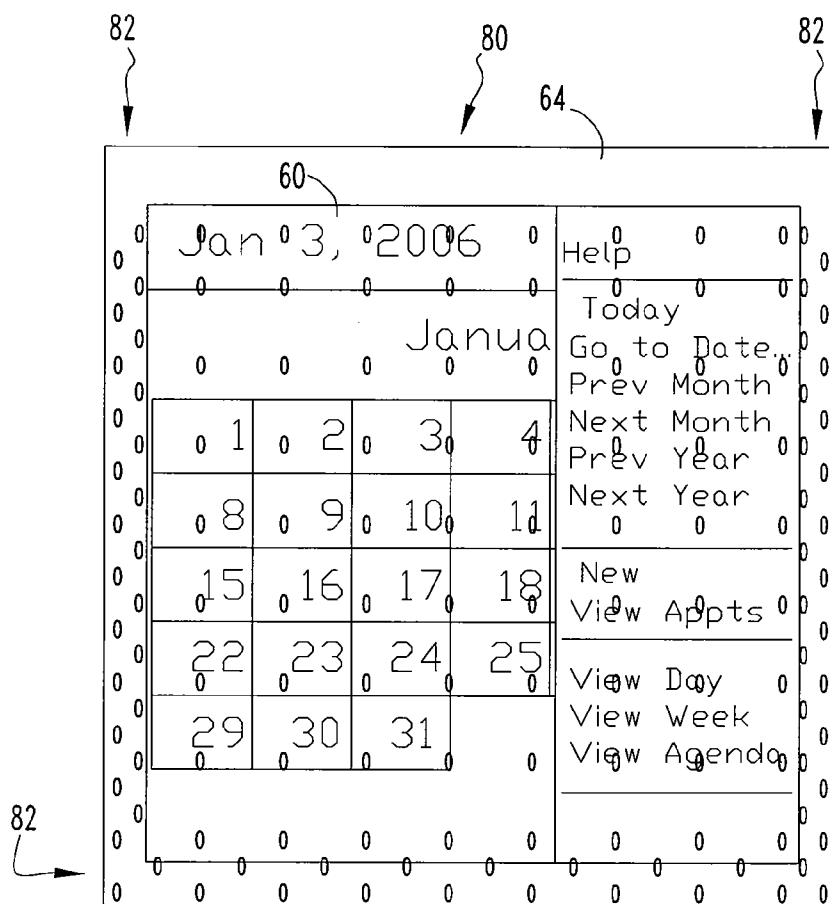 82 80 82
64
60
Jan 3, 2006
Help
Today
Janua
Go to Date...
Prev Month
Next Month
1 2 3 4
Prev Year
8 9 10 11
Next Year
15 16 17 18
New
View Appts
22 23 24 25
View Day
29 30 31
View Week
View Agenda
82